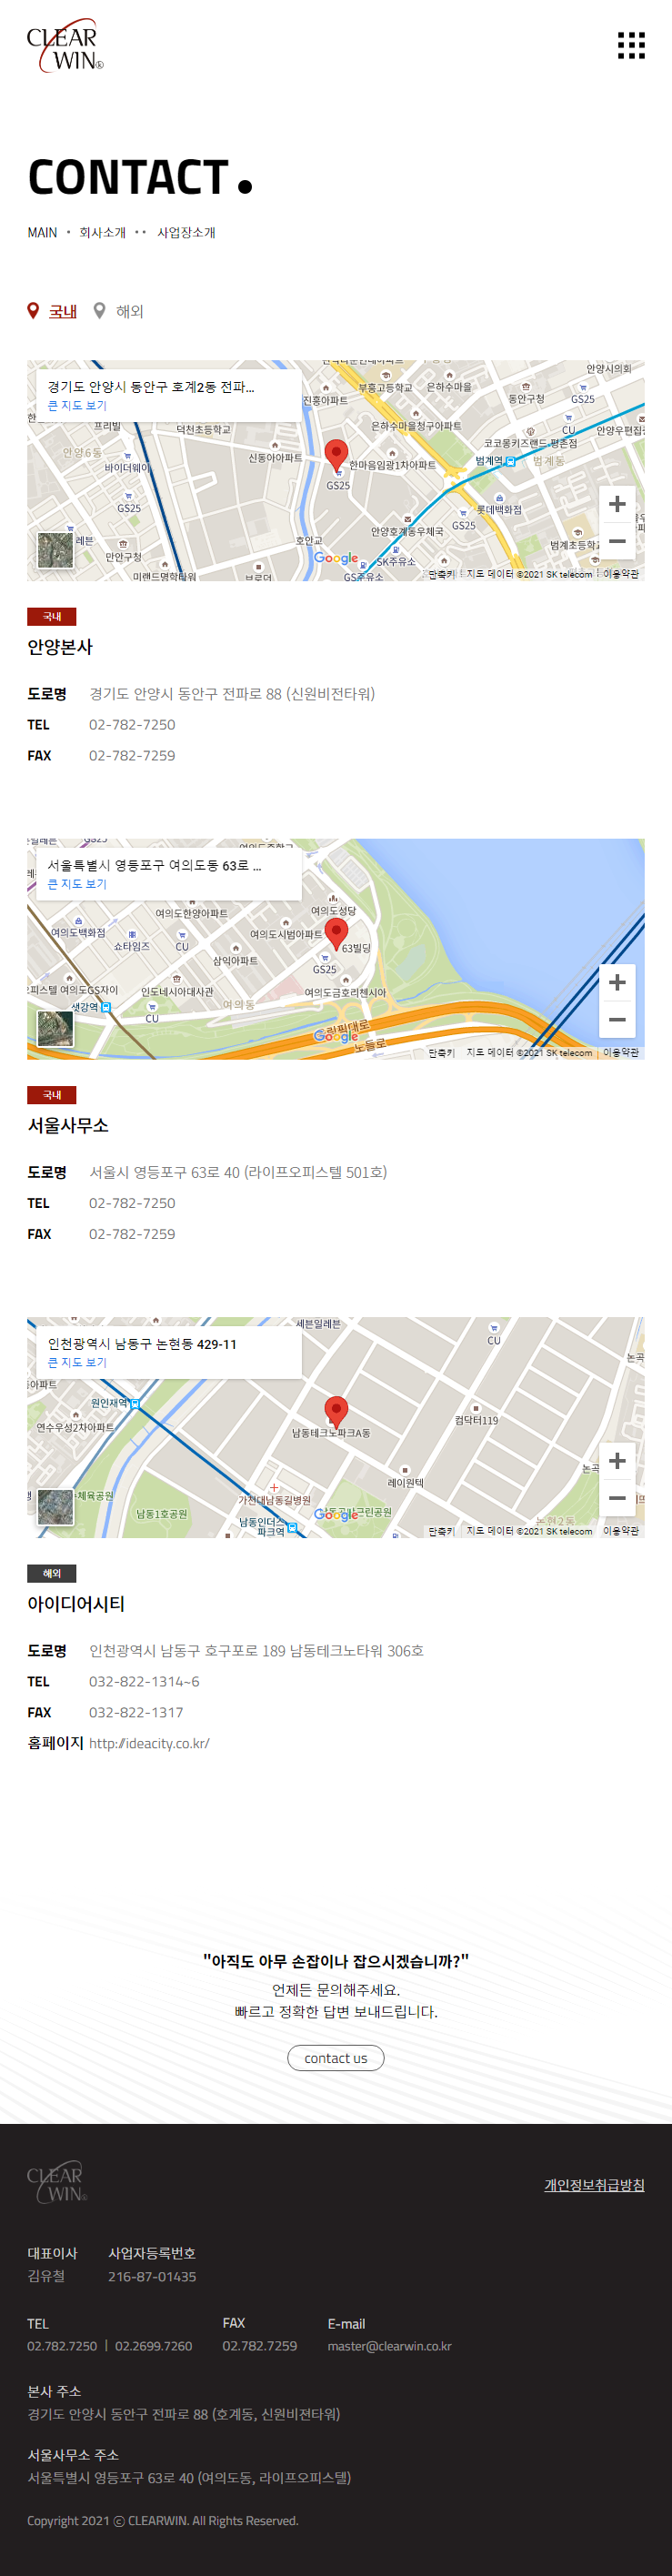 CLEAR
WIN®
CONTACT.
MAIN • 회사소개 •• 사업장소개
국내 해외
경기도 안양시 동안구 호계2동 전파...
큰 지도 보기
안양시의회
부흥고등학교
은하수마을
동안구청
GS25
진흥아파트
프리빌
덕천초등학교
은하수마을청구아파트
CU
안양6동
코코몽키즈랜드 평촌점
바이더웨이
신동아아파트
한마음임광1차아파트
범계역
범계동
GS25
GS25
롯데백화점
GS25
안양호계동우체국
호안교
만안구청
SK주유소
미랜드명학타워
GS주유소
Google
단축키 지도 데이터 ©2021 SK telecom 이용약관
국내
안양본사
도로명 경기도 안양시 동안구 전파로 88 (신원비전타워)
TEL 02-782-7250
FAX 02-782-7259
서울특별시 영등포구 여의도동 63로 ...
큰 지도 보기
여의도한양아파트
여의도성당
여의도백화점
쇼타임즈
CU
여의도시범아파트
63빌딩
삼익아파트
GS25
여의도GS자이
인도네시아대사관
여의도금호리첸시아
샛강역
여의동
CU
노들로
Google
단축키 지도 데이터 ©2021 SK telecom 이용약관
국내
서울사무소
도로명 서울시 영등포구 63로 40 (라이프오피스텔 501호)
TEL 02-782-7250
FAX 02-782-7259
인천광역시 남동구 논현동 429-11
큰 지도 보기
세븐일레븐
CU
원인재역
연수우성2차아파트
남동테크노파크A동
컴닥터119
레이원텍
가천대남동길병원
남동1호공원
남동인더스
파크역
논현2동
Google
단축키 지도 데이터 ©2021 SK telecom 이용약관
해외
아이디어시티
도로명 인천광역시 남동구 호구포로 189 남동테크노타워 306호
TEL 032-822-1314~6
FAX 032-822-1317
홈페이지 http://ideacity.co.kr/
"아직도 아무 손잡이나 잡으시겠습니까?"
언제든 문의해주세요.
빠르고 정확한 답변 보내드립니다.
contact us
CLEAR
WIN®
개인정보취급방침
대표이사 사업자등록번호
김유철 216-87-01435
TEL FAX E-mail
02.782.7250 | 02.2699.7260 02.782.7259 master@clearwin.co.kr
본사 주소
경기도 안양시 동안구 전파로 88 (호계동, 신원비젼타워)
서울사무소 주소
서울특별시 영등포구 63로 40 (여의도동, 라이프오피스텔)
Copyright 2021 ⓒ CLEARWIN. All Rights Reserved.